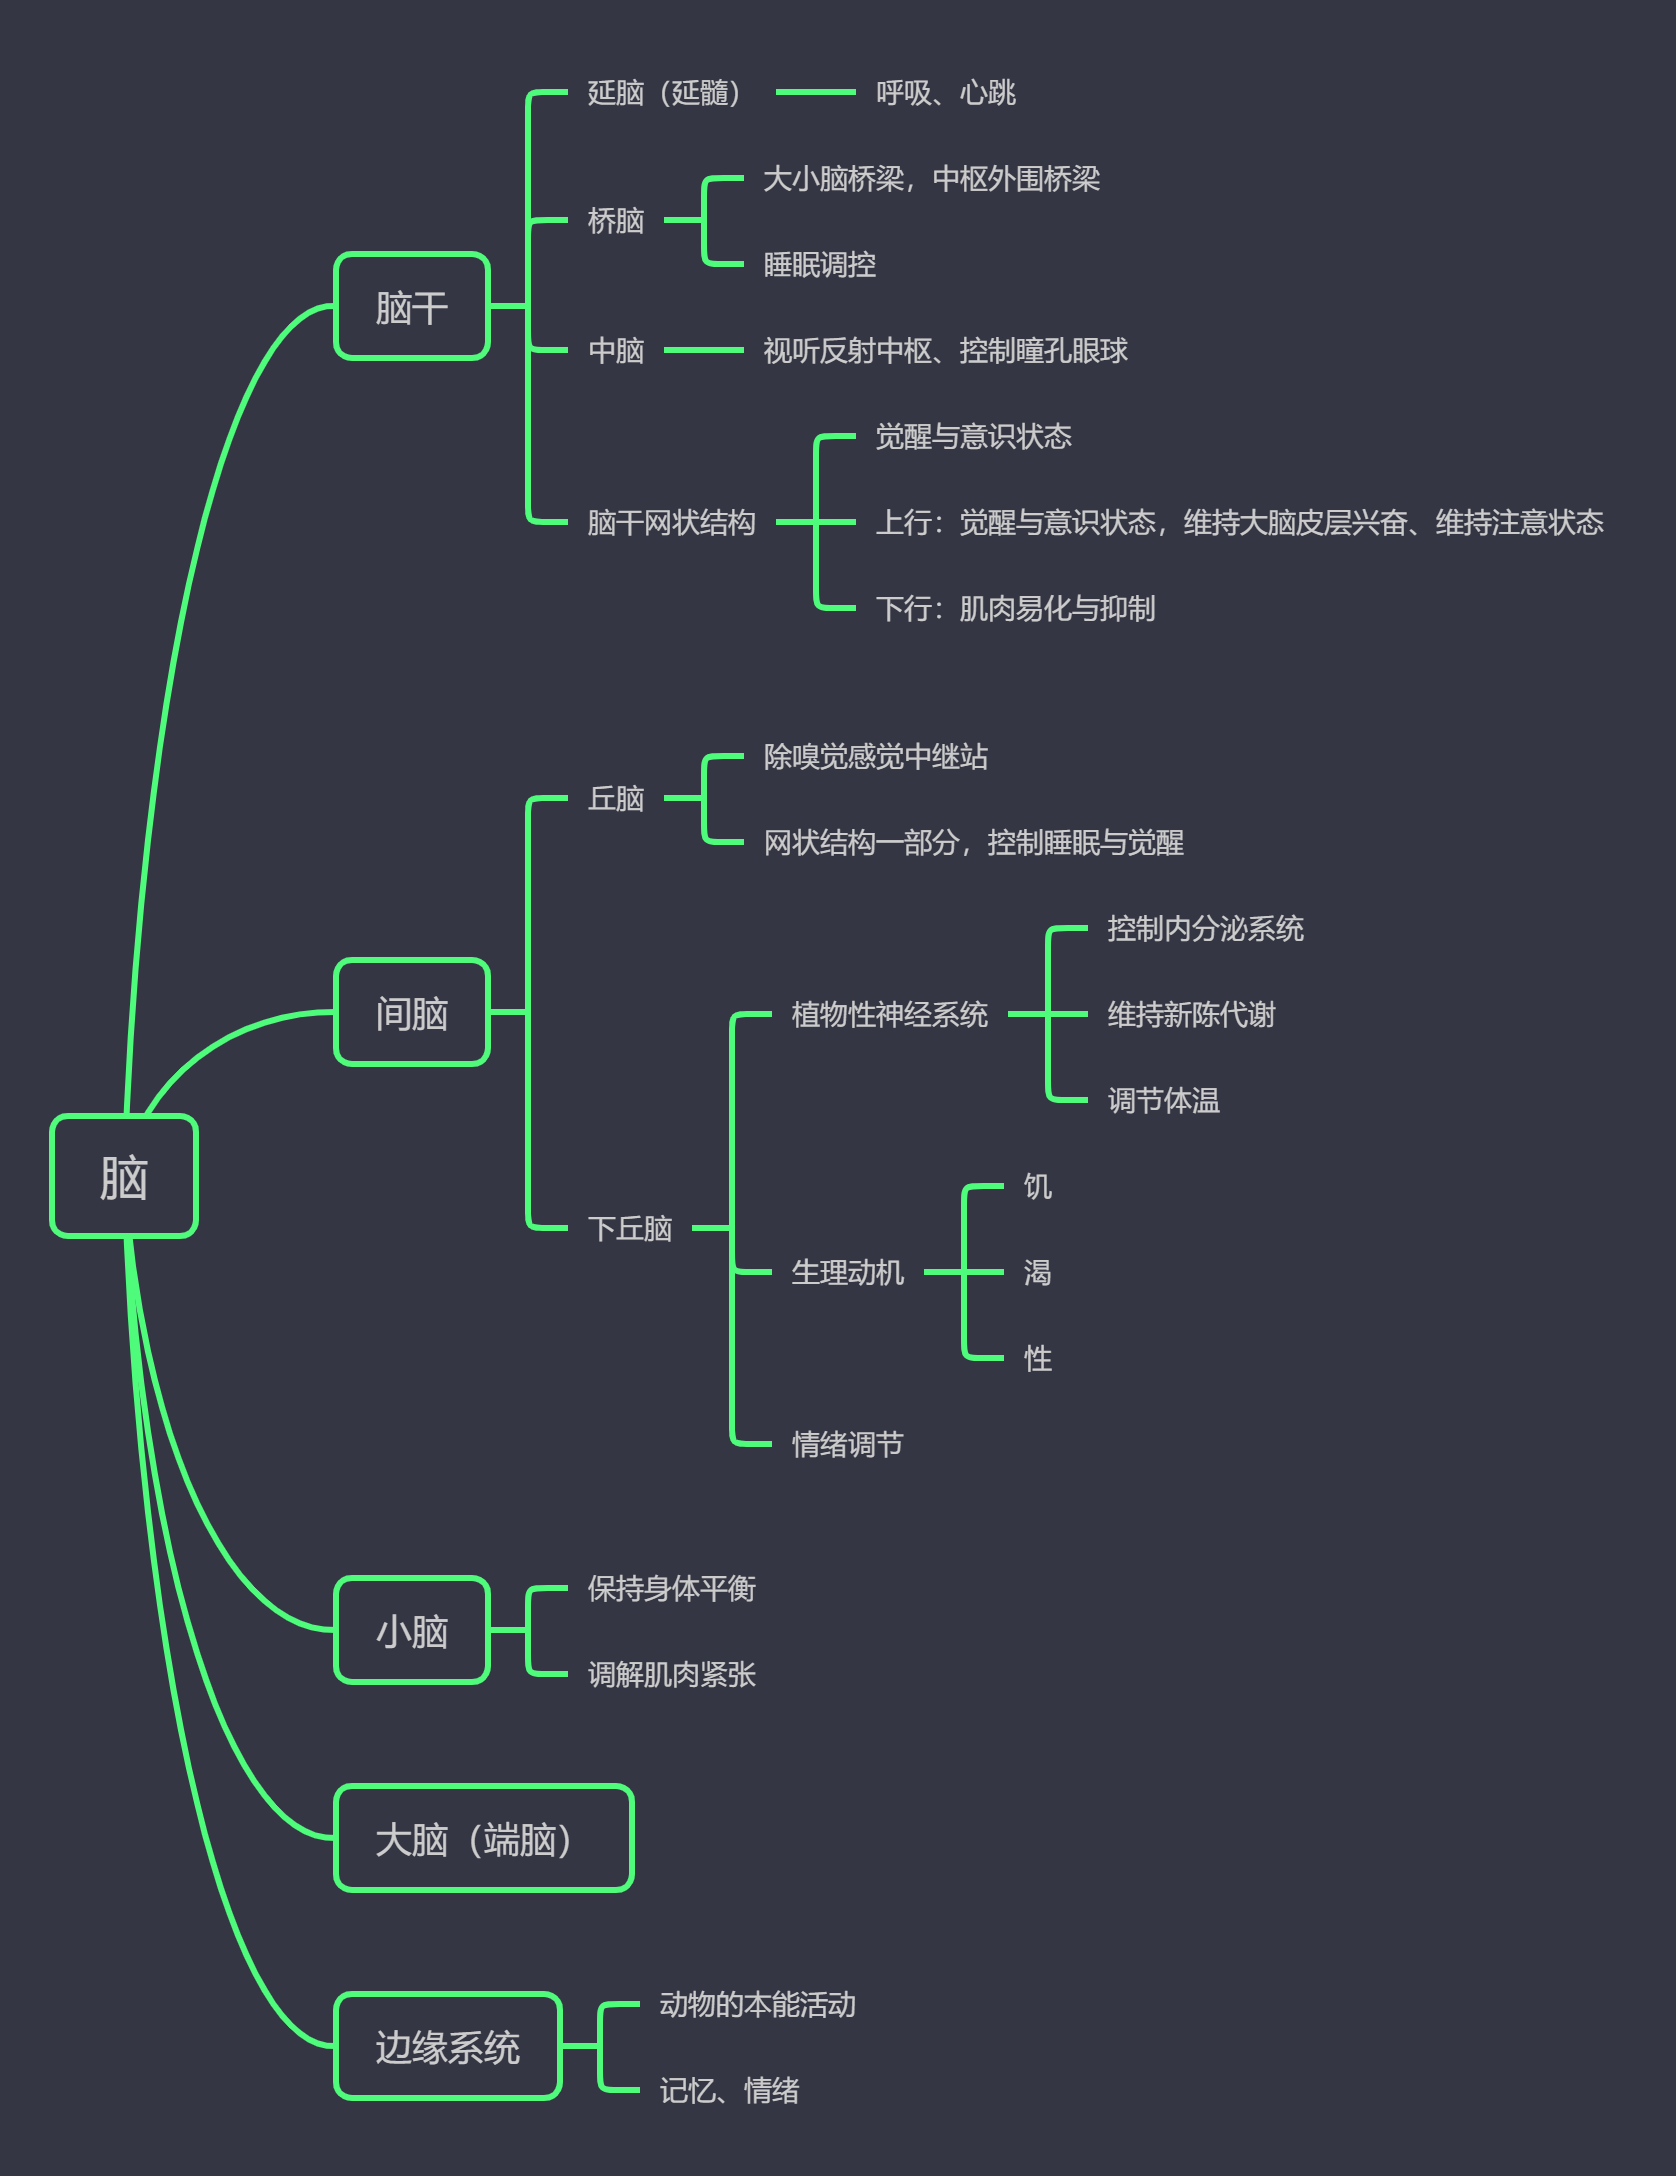 脑
脑干
延脑（延髓）
呼吸、心跳
桥脑
大小脑桥梁，中枢外围桥梁
睡眠调控
中脑
视听反射中枢、控制瞳孔眼球
脑干网状结构
觉醒与意识状态
上行：觉醒与意识状态，维持大脑皮层兴奋、维持注意状态
下行：肌肉易化与抑制
间脑
丘脑
除嗅觉感觉中继站
网状结构一部分，控制睡眠与觉醒
下丘脑
植物性神经系统
控制内分泌系统
维持新陈代谢
调节体温
生理动机
饥
渴
性
情绪调节
小脑
保持身体平衡
调解肌肉紧张
大脑（端脑）
边缘系统
动物的本能活动
记忆、情绪